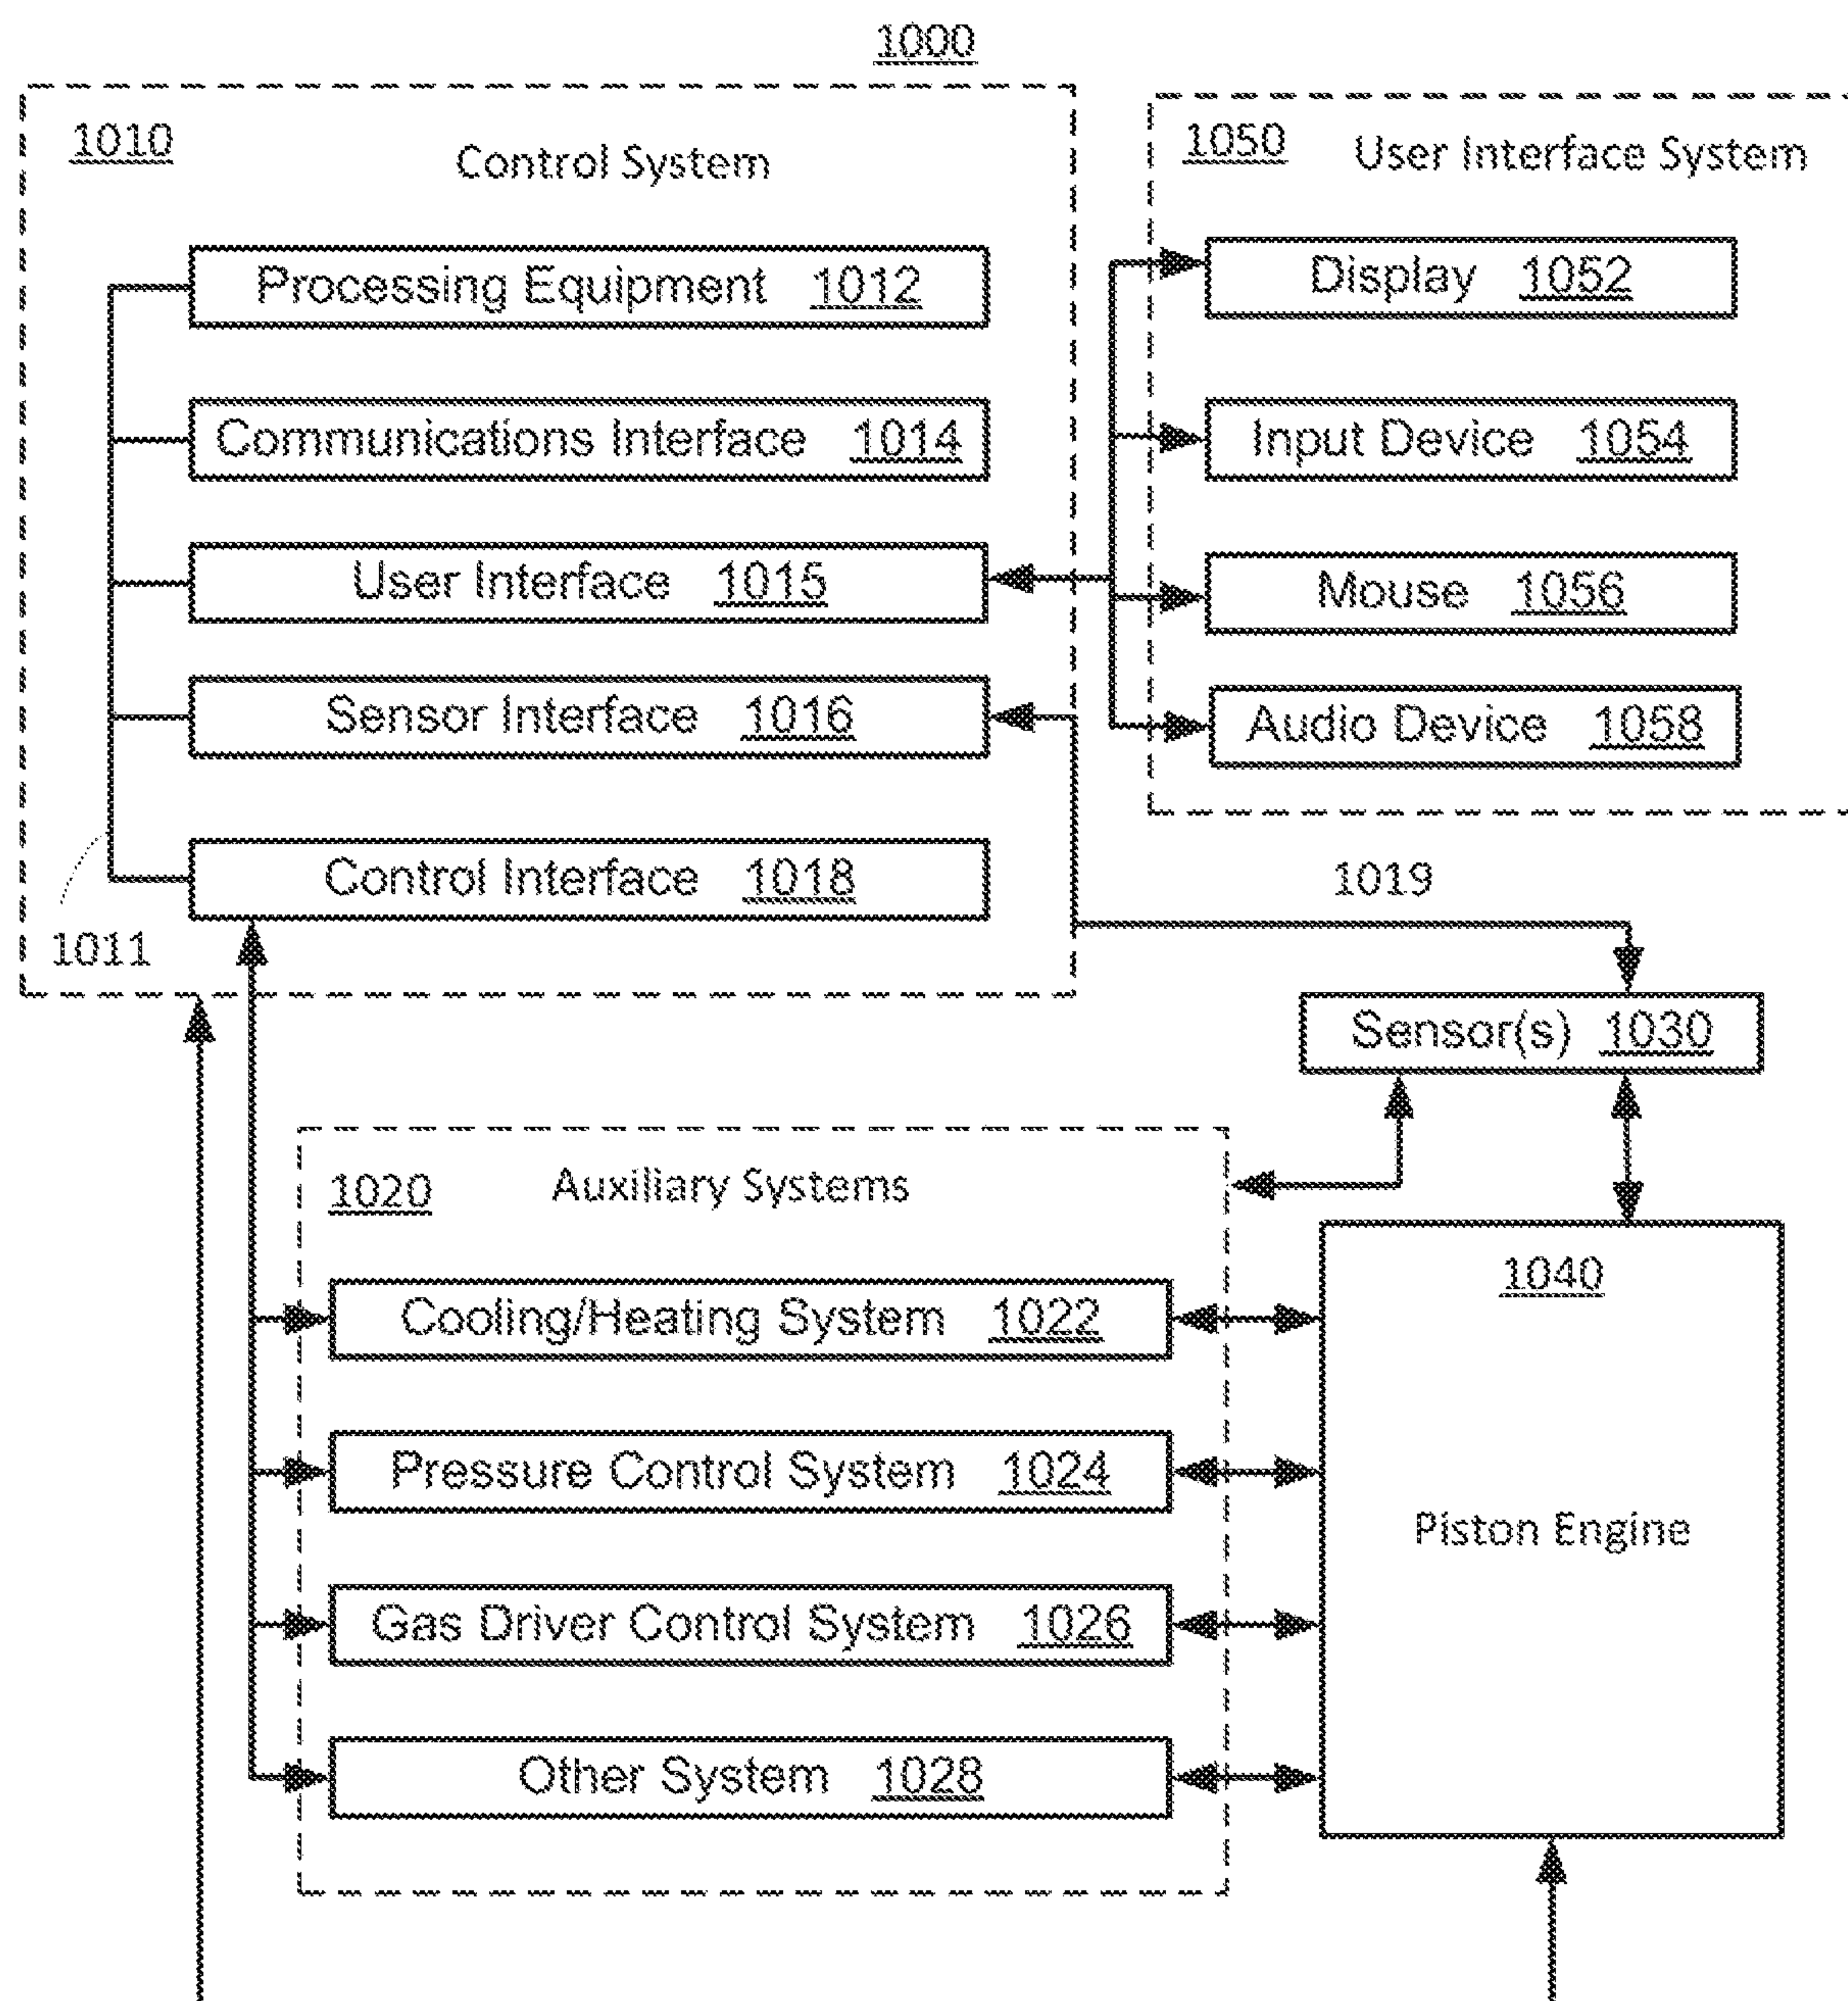 1000
1010
Control System
Processing Equipment 1012
Communications Interface 1014
User Interface 1015
Sensor Interface 1016
Control Interface 1018
1011
1050
User Interface System
Display 1052
Input Device 1054
Mouse 1056
Audio Device 1058
1019
Sensor(s) 1030
1020
Auxiliary Systems
Cooling/Heating System 1022
Pressure Control System 1024
Gas Driver Control System 1026
Other System 1028
1040
Piston Engine